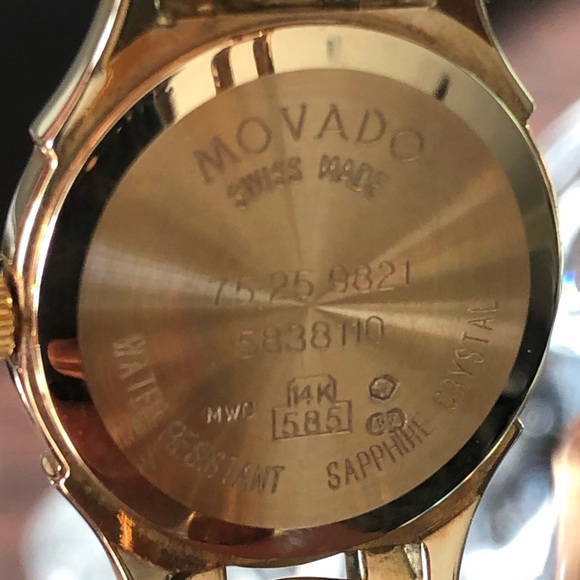 MOVADO
SWISS MADE
75.25.9821
5838110
14K
MWC 585
WATER RESISTANT SAPPHIRE CRYSTAL